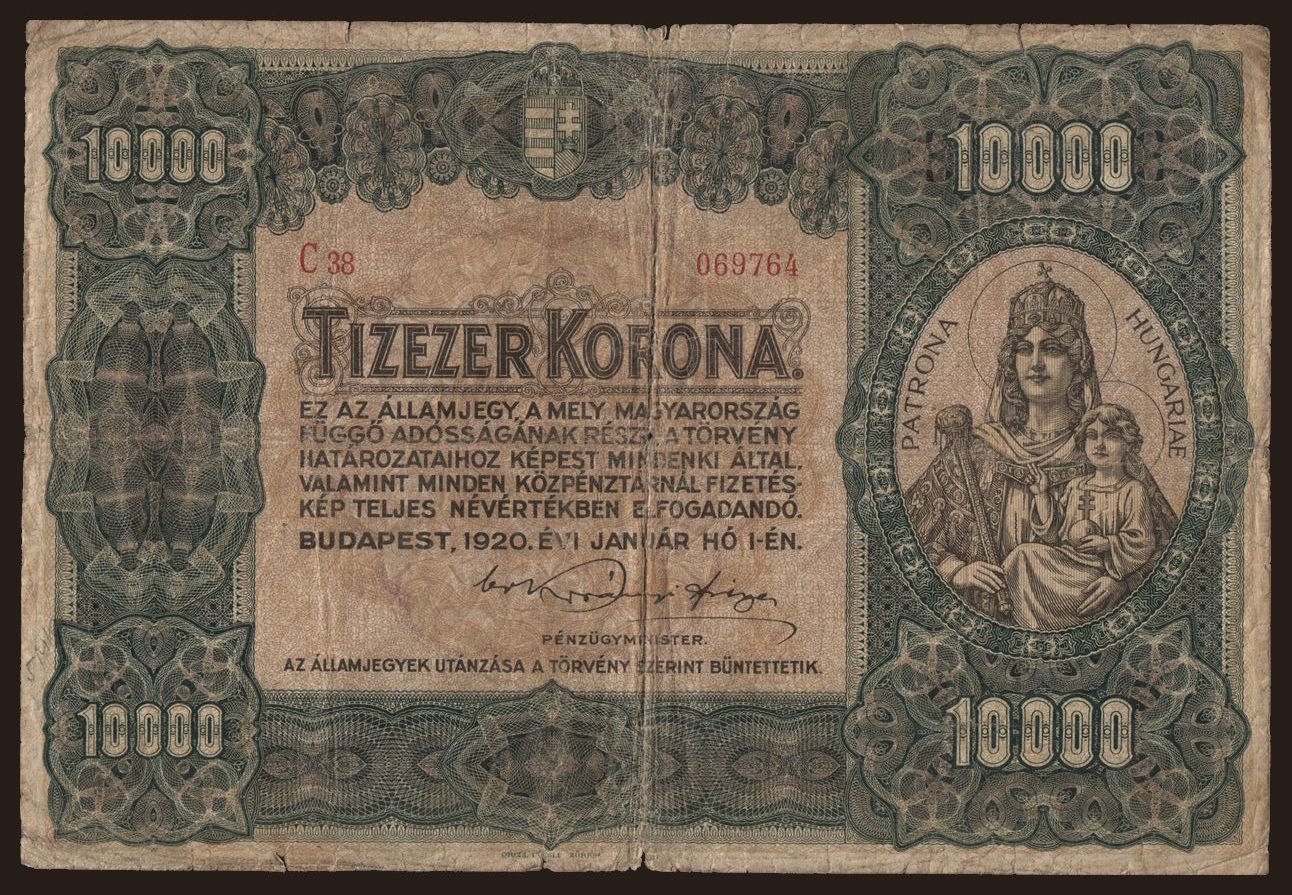 10000
10000
C 38
069764
TIZEZER KORONA.
EZ AZ ÁLLAMJEGY, A MELY MAGYARORSZÁG
FÜGGŐ ADÓSSÁGÁNAK RÉSZE, A TÖRVÉNY
HATÁROZATAIHOZ KÉPEST MINDENKI ÁLTAL,
VALAMINT MINDEN KÖZPÉNZTÁRNÁL FIZETÉS-
KÉP TELJES NÉVÉRTÉKBEN ELFOGADANDÓ.
BUDAPEST, 1920. ÉVI JANUÁR HÓ 1-ÉN.
PÉNZÜGYMINISTER.
AZ ÁLLAMJEGYEK UTÁNZÁSA A TÖRVÉNY SZERINT BÜNTETTETIK.
PATRONA HUNGARIAE
10000
10000
ZÜRICH